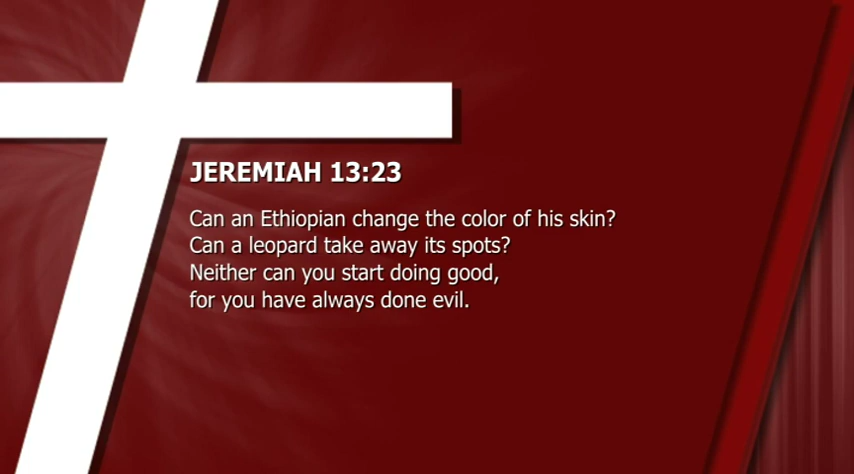 JEREMIAH 13:23
Can an Ethiopian change the color of his skin?
Can a leopard take away its spots?
Neither can you start doing good,
for you have always done evil.